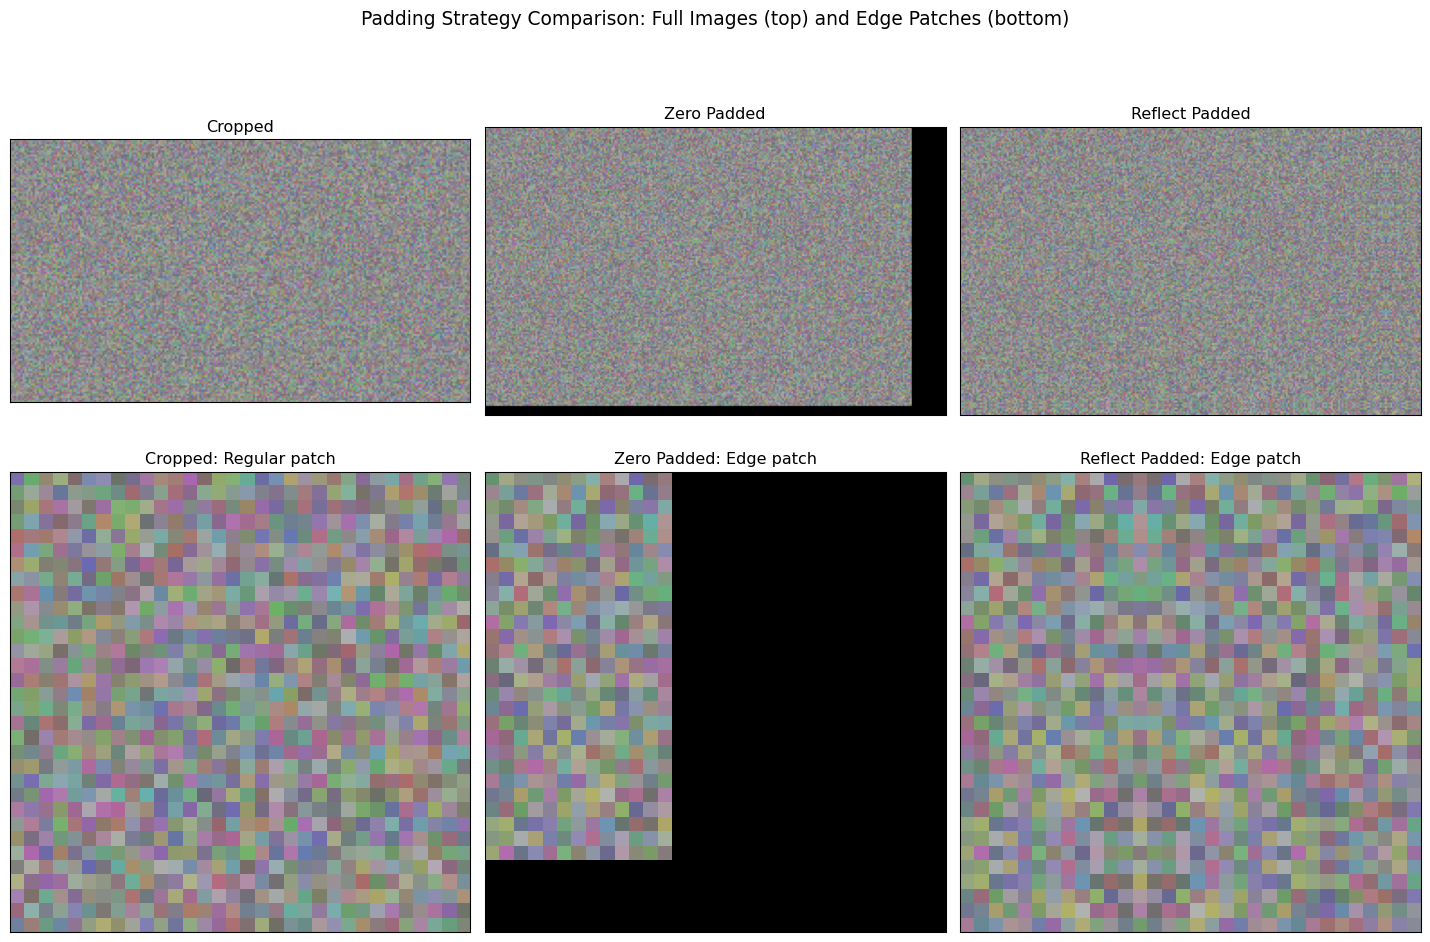 Padding Strategy Comparison: Full Images (top) and Edge Patches (bottom)
Cropped
Zero Padded
Reflect Padded
Cropped: Regular patch
Zero Padded: Edge patch
Reflect Padded: Edge patch